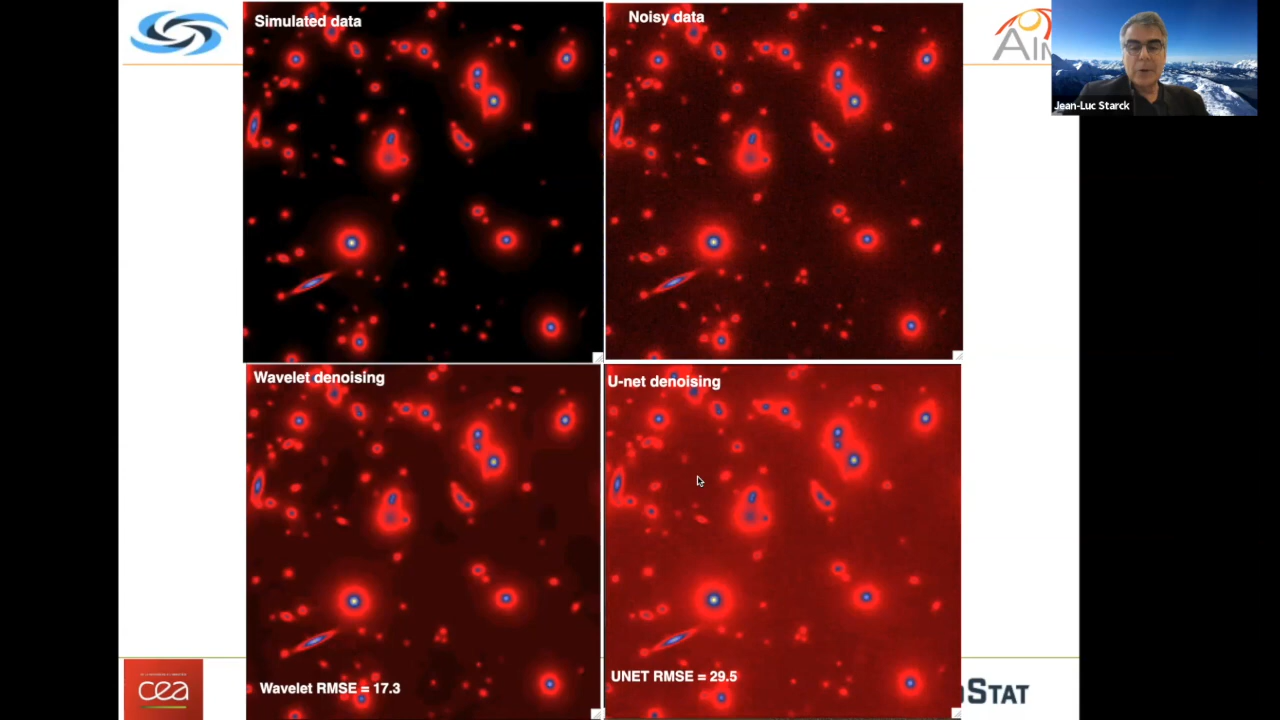 Simulated data
Noisy data
AIM
Jean-Luc Starck
Wavelet denoising
U-net denoising
Wavelet RMSE = 17.3
UNET RMSE = 29.5
cea
STAT